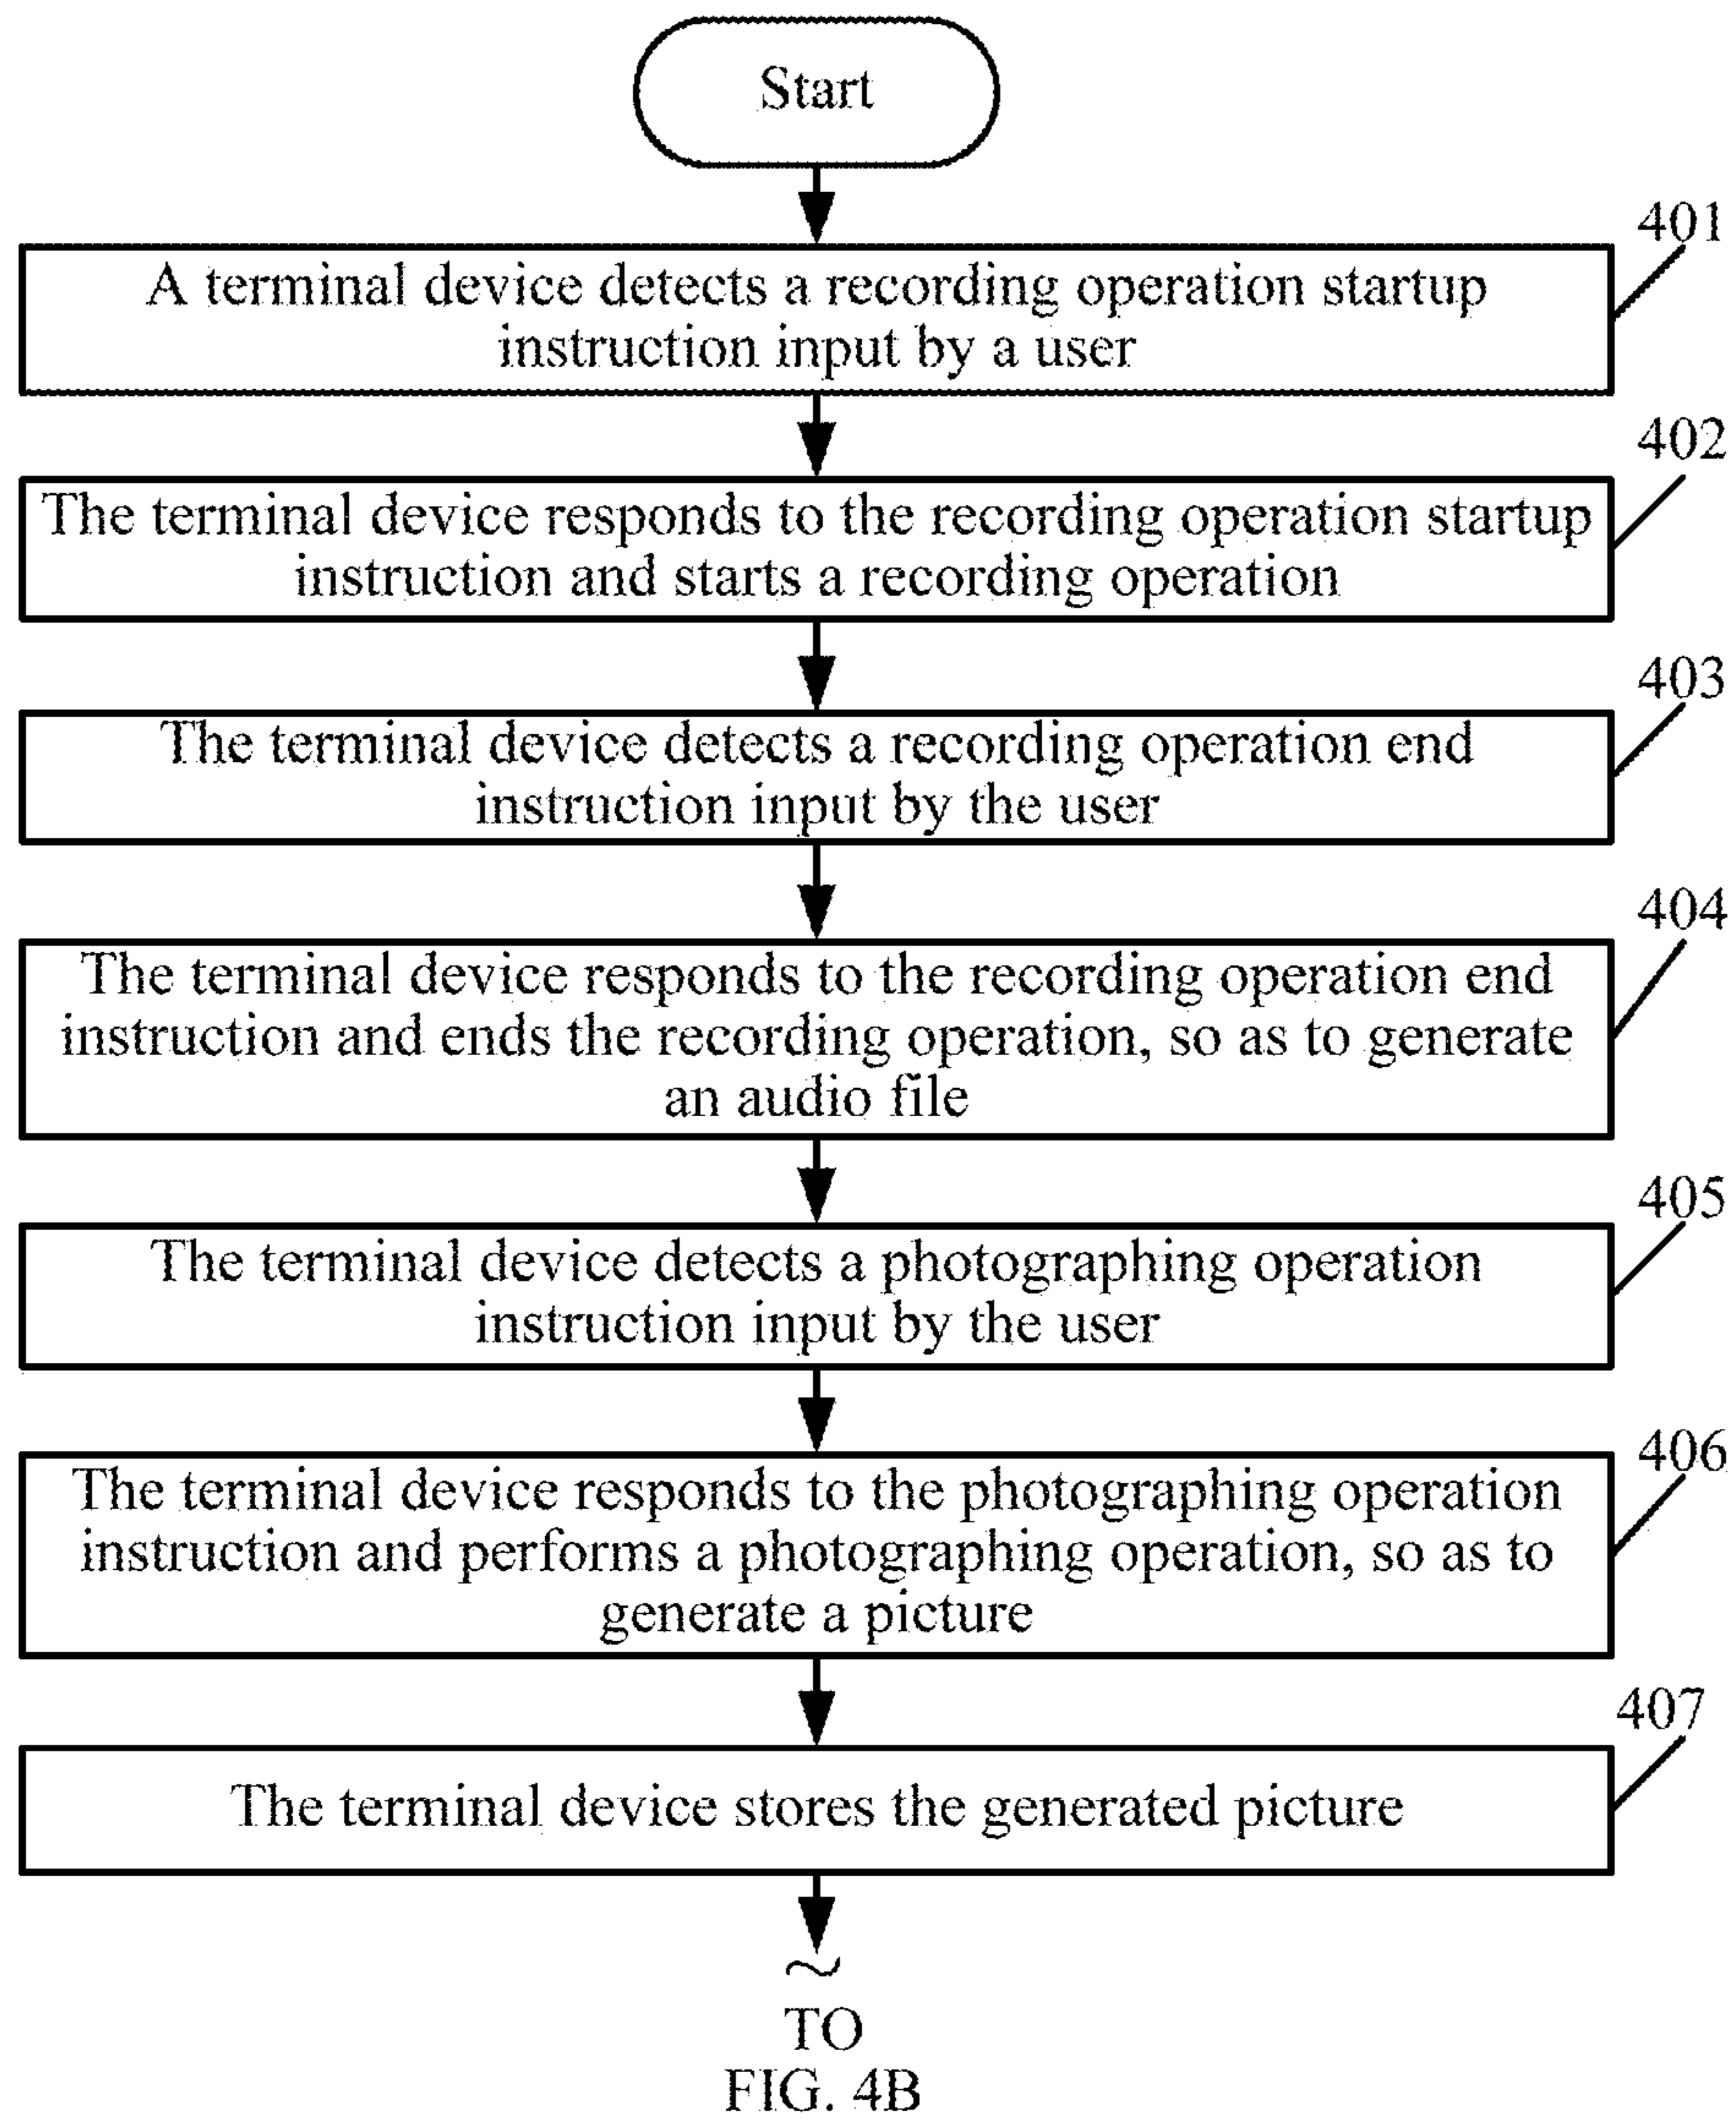 Start
401
A terminal device detects a recording operation startup
instruction input by a user
402
The terminal device responds to the recording operation startup
instruction and starts a recording operation
403
The terminal device detects a recording operation end
instruction input by the user
404
The terminal device responds to the recording operation end
instruction and ends the recording operation, so as to generate
an audio file
405
The terminal device detects a photographing operation
instruction input by the user
406
The terminal device responds to the photographing operation
instruction and performs a photographing operation, so as to
generate a picture
407
The terminal device stores the generated picture
~
TO
FIG. 4B